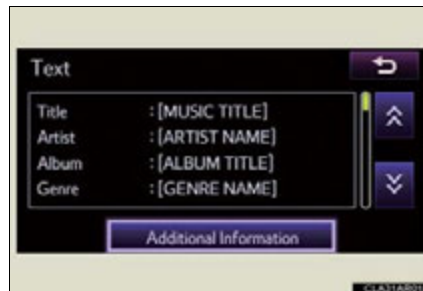 Text
Title : [MUSIC TITLE]
Artist : [ARTIST NAME]
Album : [ALBUM TITLE]
Genre : [GENRE NAME]
Additional Information